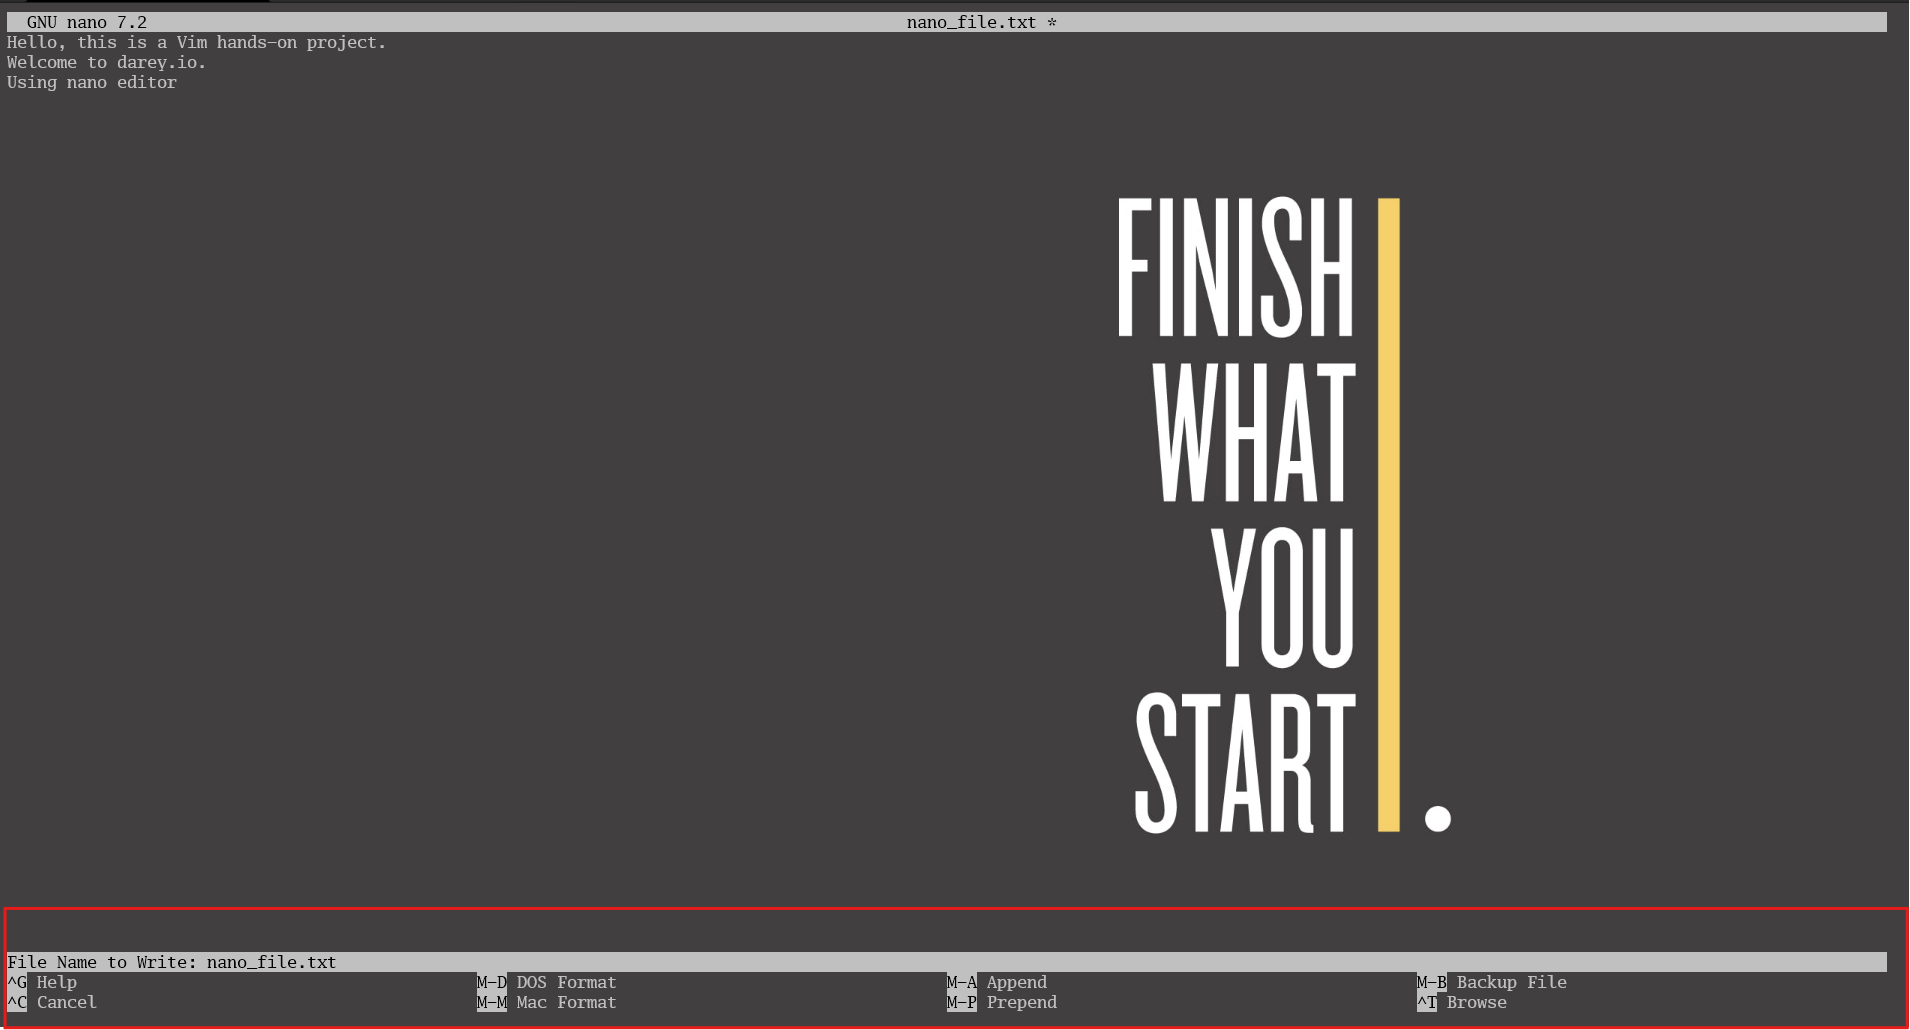 GNU nano 7.2 nano_file.txt *
Hello, this is a Vim hands-on project.
Welcome to darey.io.
Using nano editor
FINISH
WHAT
YOU
START.
File Name to Write: nano_file.txt
^G Help M-D DOS Format M-A Append M-B Backup File
^C Cancel M-M Mac Format M-P Prepend ^T Browse